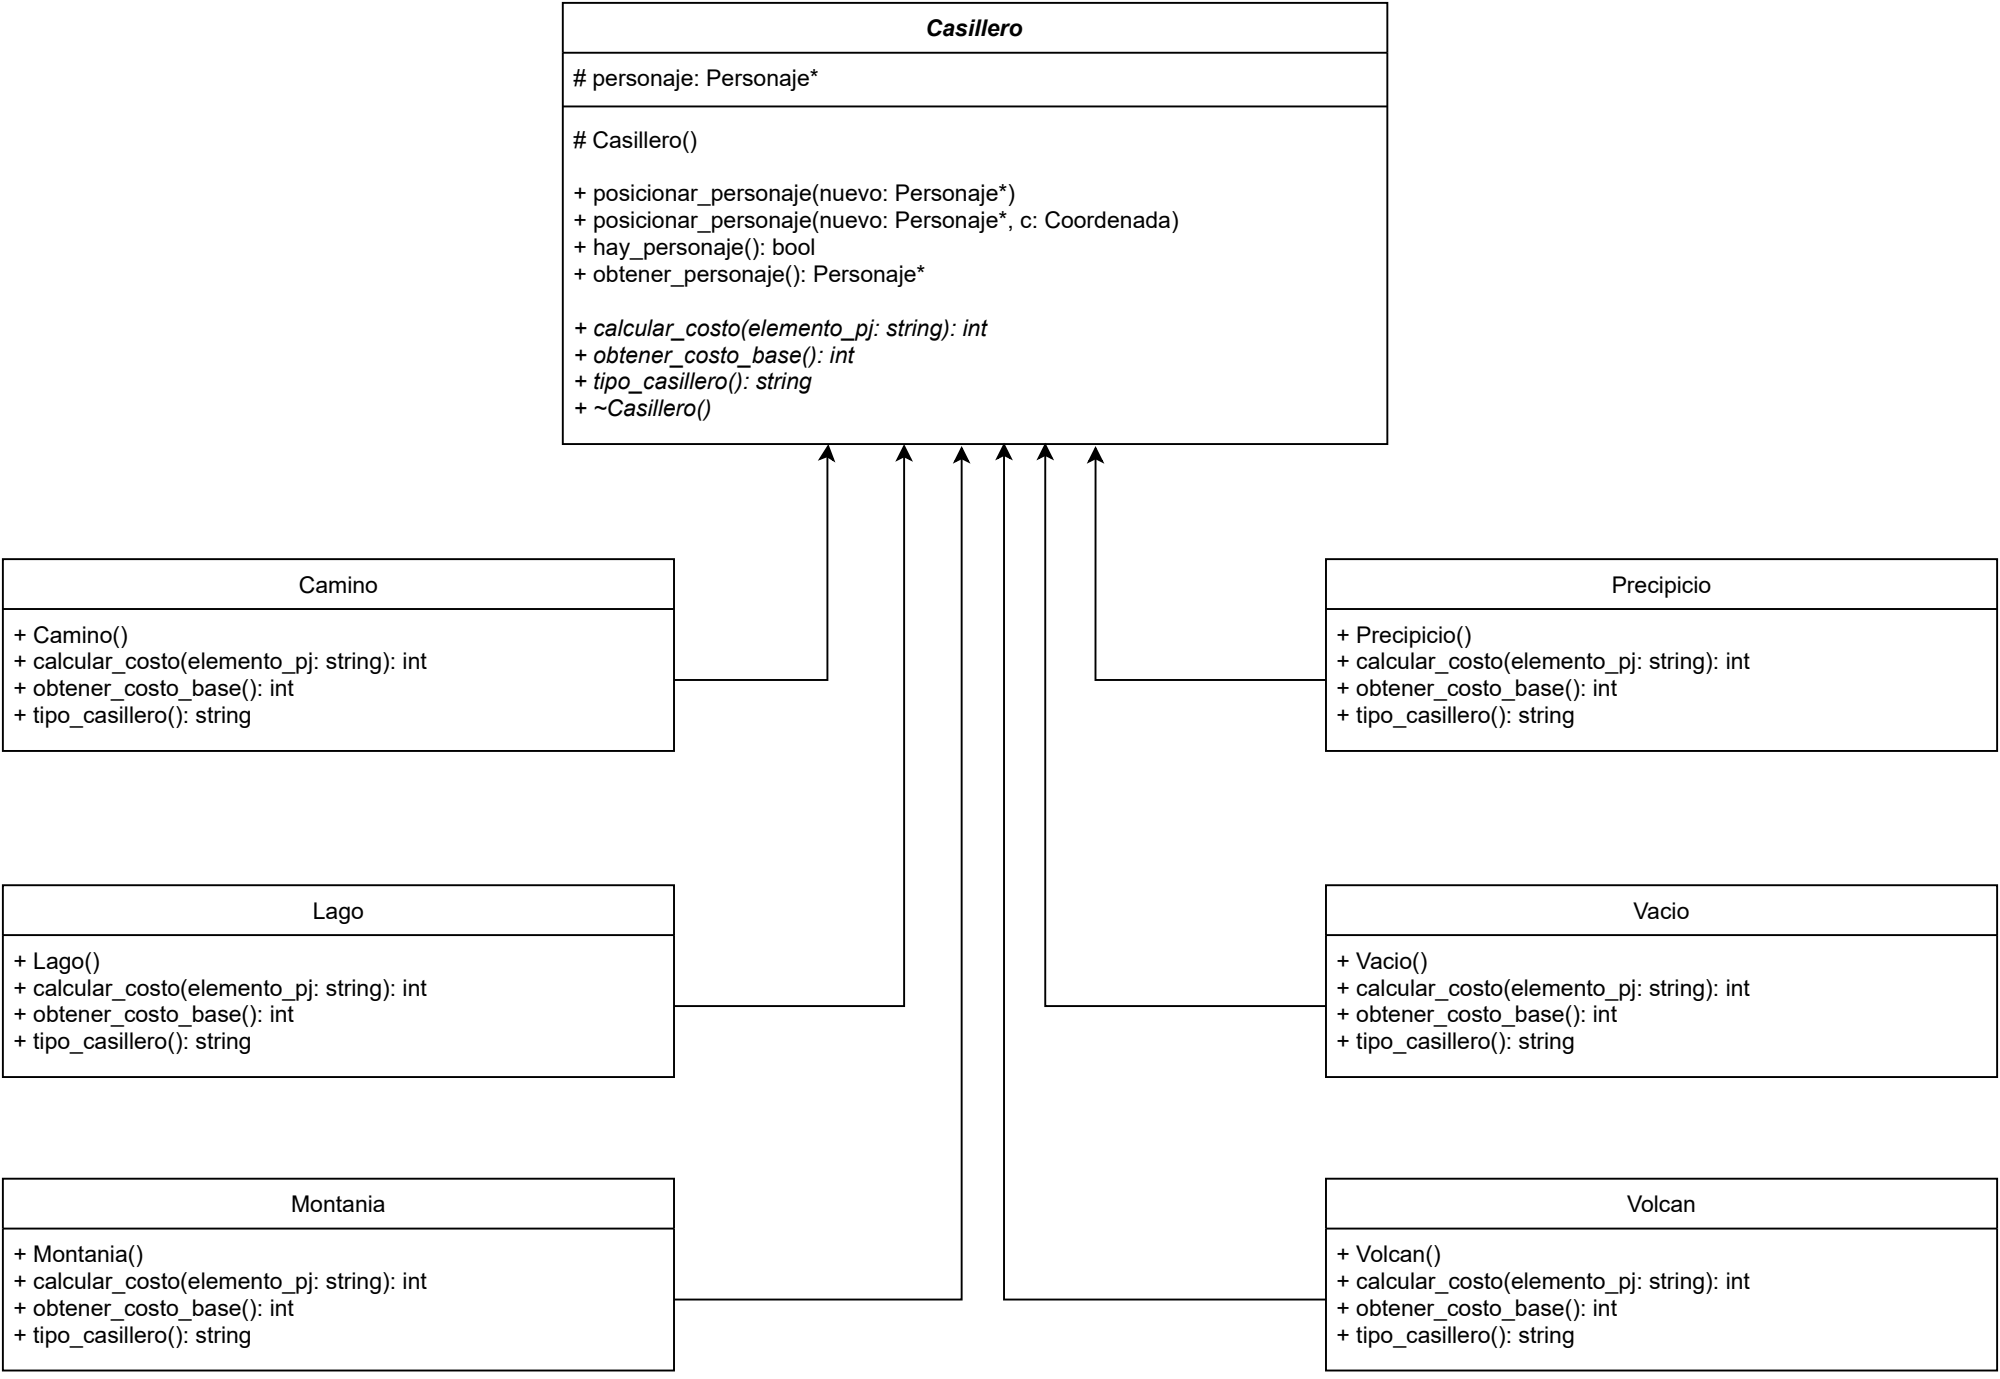 Casillero
# personaje: Personaje*
# Casillero()
+ posicionar_personaje(nuevo: Personaje*)
+ posicionar_personaje(nuevo: Personaje*, c: Coordenada)
+ hay_personaje(): bool
+ obtener_personaje(): Personaje*
+ calcular_costo(elemento_pj: string): int
+ obtener_costo_base(): int
+ tipo_casillero(): string
+ ~Casillero()
Camino
+ Camino()
+ calcular_costo(elemento_pj: string): int
+ obtener_costo_base(): int
+ tipo_casillero(): string
Precipicio
+ Precipicio()
+ calcular_costo(elemento_pj: string): int
+ obtener_costo_base(): int
+ tipo_casillero(): string
Lago
+ Lago()
+ calcular_costo(elemento_pj: string): int
+ obtener_costo_base(): int
+ tipo_casillero(): string
Vacio
+ Vacio()
+ calcular_costo(elemento_pj: string): int
+ obtener_costo_base(): int
+ tipo_casillero(): string
Montania
+ Montania()
+ calcular_costo(elemento_pj: string): int
+ obtener_costo_base(): int
+ tipo_casillero(): string
Volcan
+ Volcan()
+ calcular_costo(elemento_pj: string): int
+ obtener_costo_base(): int
+ tipo_casillero(): string